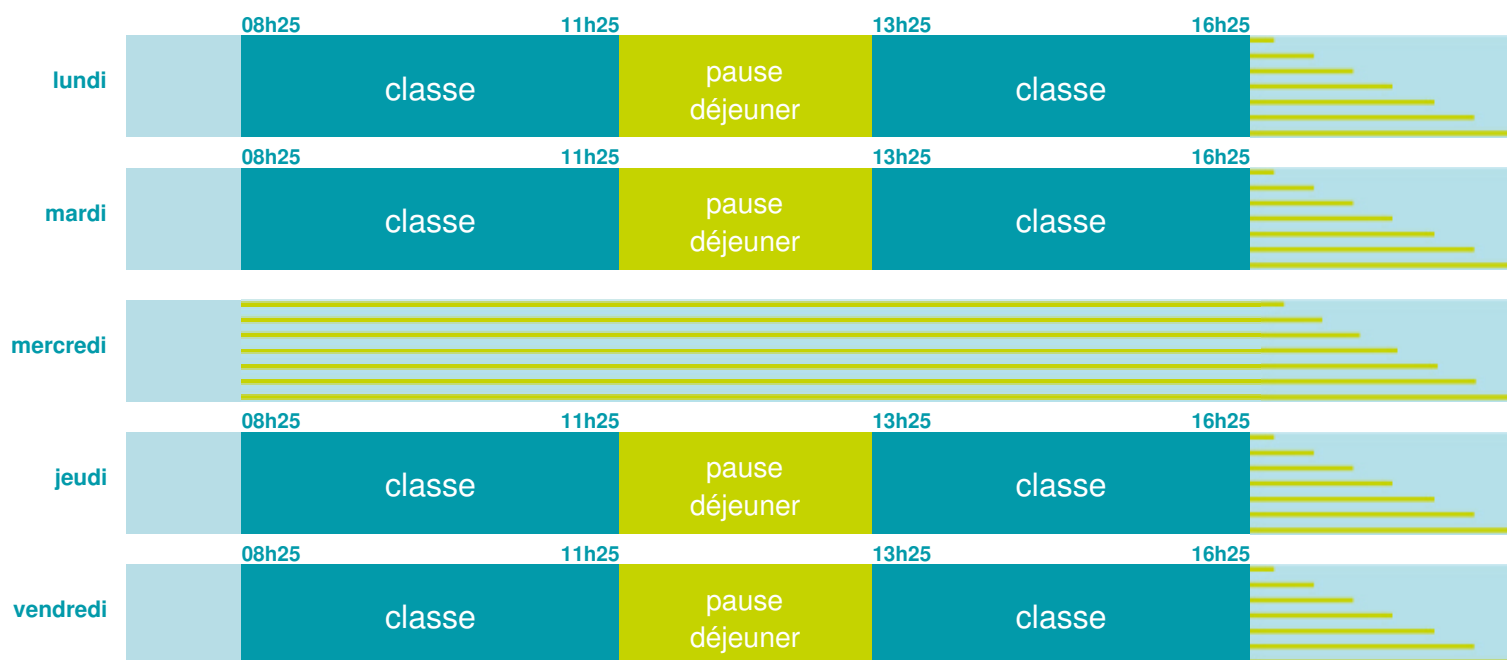 08h25 11h25 13h25 16h25
lundi classe pause déjeuner classe
08h25 11h25 13h25 16h25
mardi classe pause déjeuner classe
mercredi
08h25 11h25 13h25 16h25
jeudi classe pause déjeuner classe
08h25 11h25 13h25 16h25
vendredi classe pause déjeuner classe